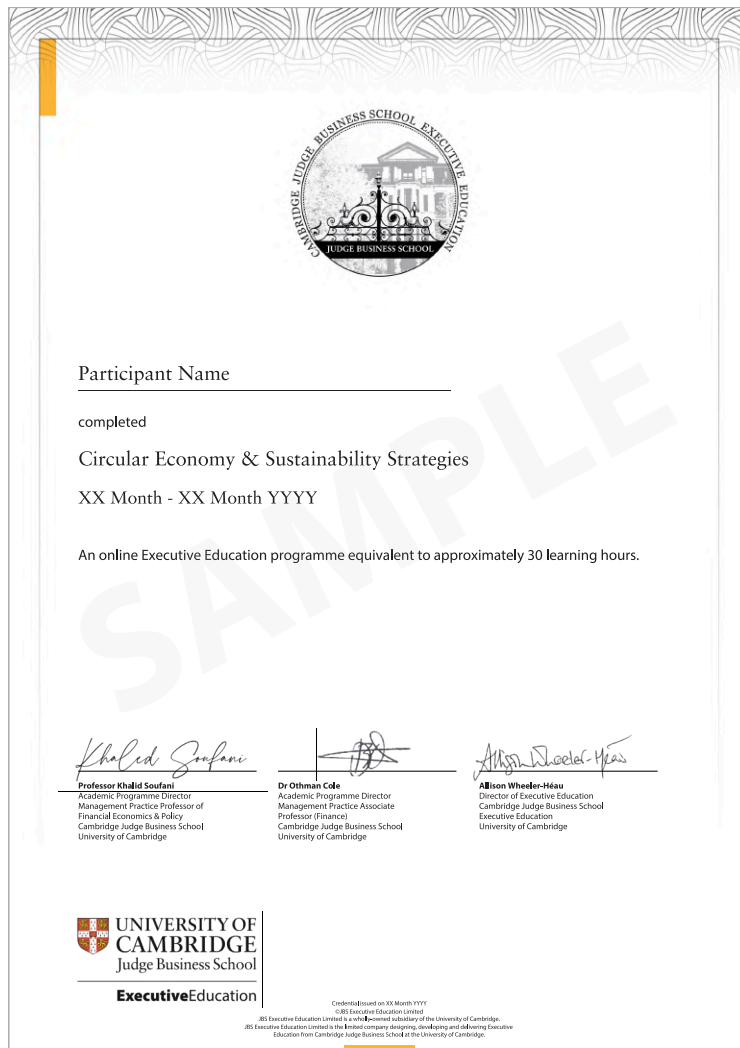 CAMBRIDGE JUDGE BUSINESS SCHOOL EXECUTIVE EDUCATION
JUDGE BUSINESS SCHOOL
Participant Name
completed
Circular Economy & Sustainability Strategies
XX Month - XX Month YYYY
An online Executive Education programme equivalent to approximately 30 learning hours.
SAMPLE
Khalid Soufani
Allison Wheeler-Héau
Professor Khalid Soufani
Academic Programme Director
Management Practice Professor of
Financial Economics & Policy
Cambridge Judge Business School
University of Cambridge
Dr Othman Cole
Academic Programme Director
Management Practice Associate
Professor (Finance)
Cambridge Judge Business School
University of Cambridge
Allison Wheeler-Héau
Director of Executive Education
Cambridge Judge Business School
Executive Education
University of Cambridge
UNIVERSITY OF
CAMBRIDGE
Judge Business School
ExecutiveEducation
Credential issued on XX Month YYYY
©JBS Executive Education Limited
JBS Executive Education Limited is a wholly-owned subsidiary of the University of Cambridge.
JBS Executive Education Limited is the limited company designing, developing and delivering Executive
Education from Cambridge Judge Business School at the University of Cambridge.